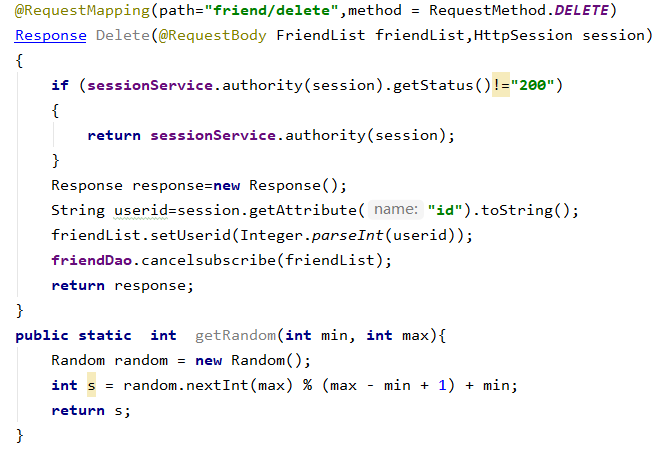 @RequestMapping(path="friend/delete",method = RequestMethod.DELETE)
Response Delete(@RequestBody FriendList friendList,HttpSession session)
{
    if (sessionService.authority(session).getStatus()!="200")
    {
        return sessionService.authority(session);
    }
    Response response=new Response();
    String userid=session.getAttribute( name: "id").toString();
    friendList.setUserid(Integer.parseInt(userid));
    friendDao.cancelsubscribe(friendList);
    return response;
}
public static  int  getRandom(int min, int max){
    Random random = new Random();
    int s = random.nextInt(max) % (max - min + 1) + min;
    return s;
}